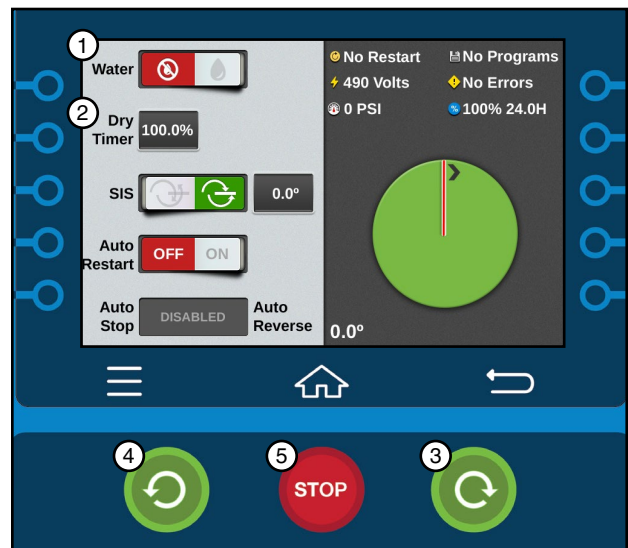 1
Water
2
Dry
Timer
100.0%
SIS
0.0º
Auto
Restart
OFF
ON
Auto
Stop
DISABLED
Auto
Reverse
No Restart
No Programs
490 Volts
No Errors
0 PSI
% 100% 24.0H
0.0º
4
5
STOP
3